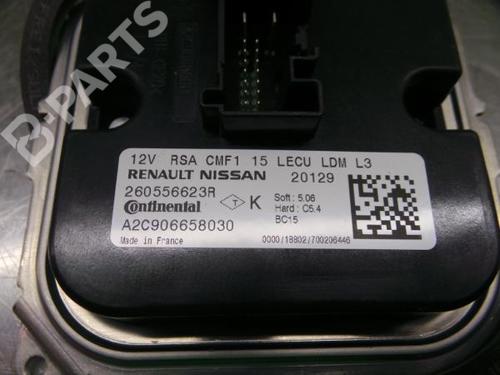 B-PARTS
12V RSA CMF1 15 LECU LDM L3
RENAULT NISSAN 20129
260556623R
Continental T K Soft : 5.06
Hard : C5.4
A2C906658030 BC15
Made in France 0000/18802/700206446